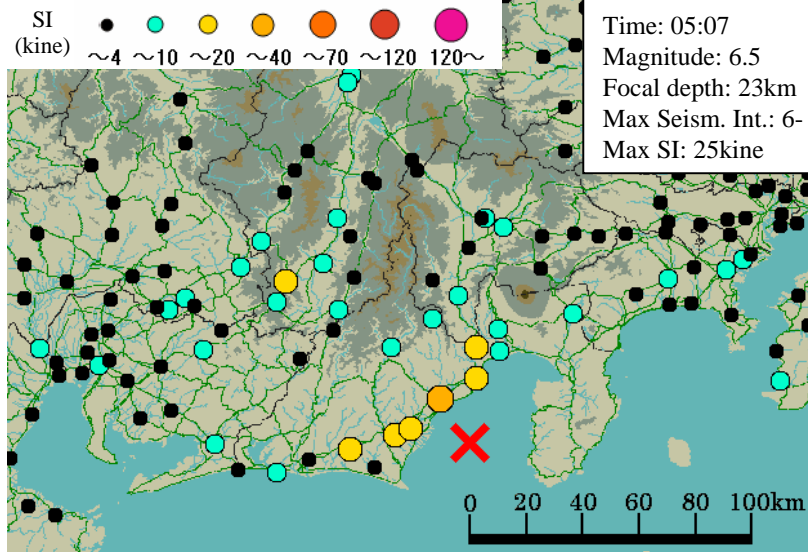 SI
(kine)
～4 ～10 ～20 ～40 ～70 ～120 120～
Time: 05:07
Magnitude: 6.5
Focal depth: 23km
Max Seism. Int.: 6-
Max SI: 25kine
0 20 40 60 80 100km